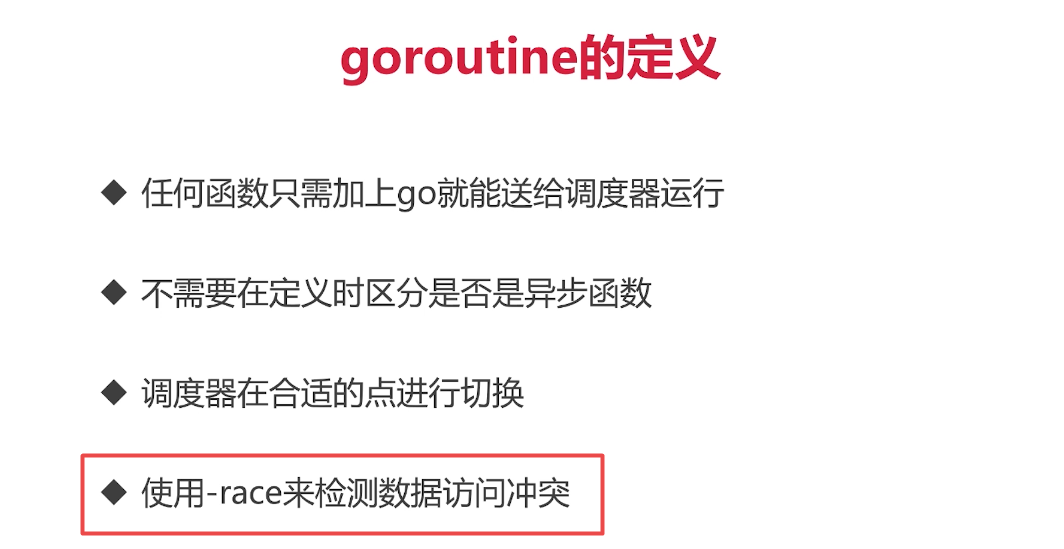 goroutine的定义
◆ 任何函数只需加上go就能送给调度器运行
◆ 不需要在定义时区分是否是异步函数
◆ 调度器在合适的点进行切换
◆ 使用-race来检测数据访问冲突